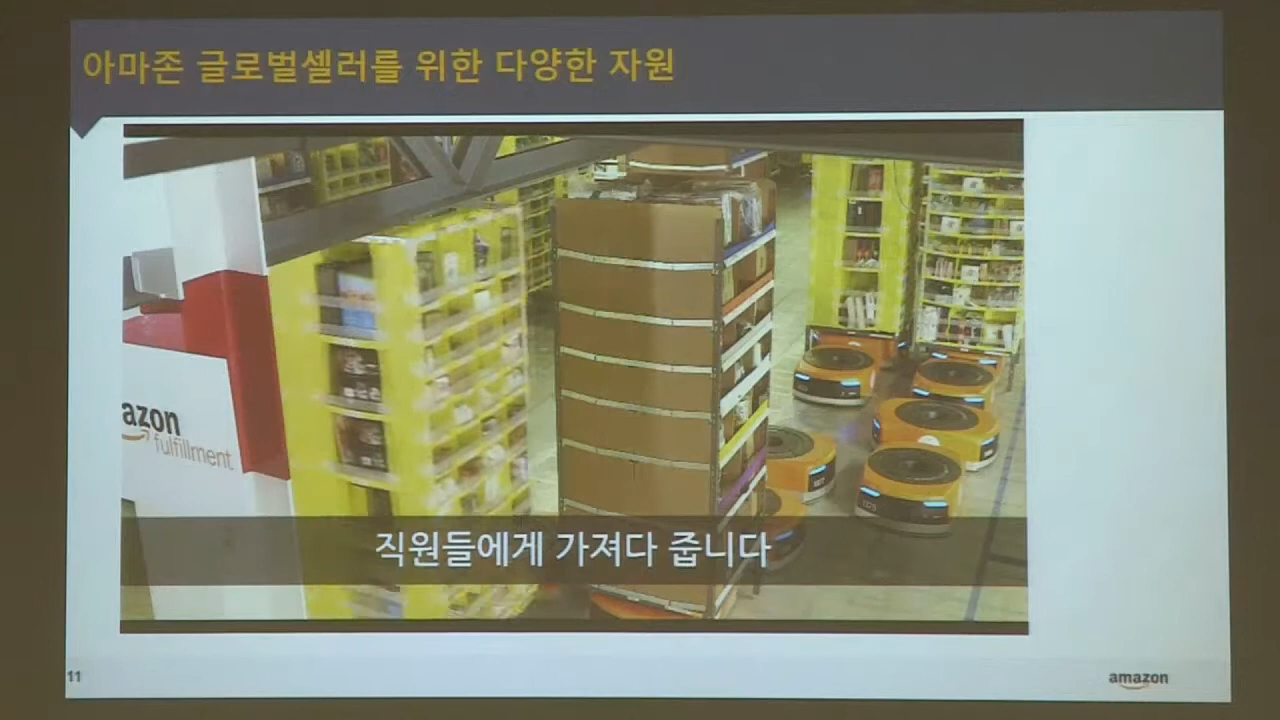 아마존 글로벌셀러를 위한 다양한 자원
azon
fulfillment
직원들에게 가져다 줍니다
11
amazon